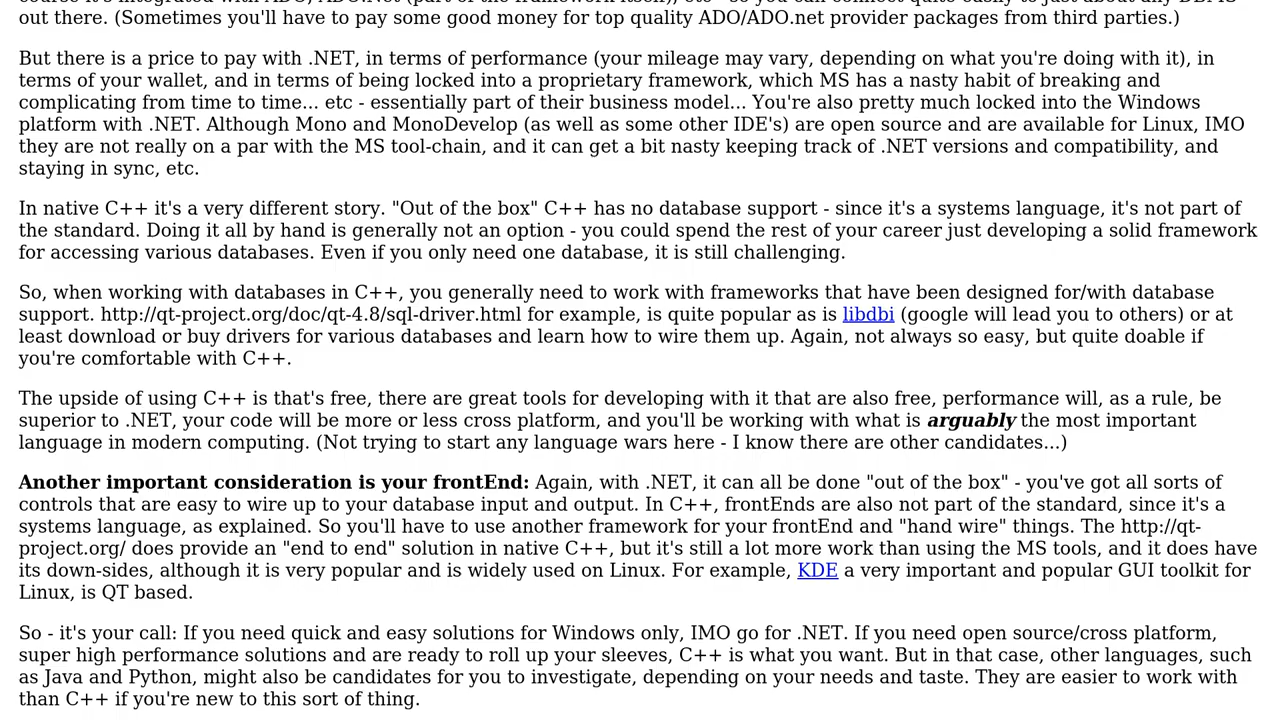 out there. (Sometimes you'll have to pay some good money for top quality ADO/ADO.net provider packages from third parties.)
But there is a price to pay with .NET, in terms of performance (your mileage may vary, depending on what you're doing with it), in
terms of your wallet, and in terms of being locked into a proprietary framework, which MS has a nasty habit of breaking and
complicating from time to time... etc - essentially part of their business model... You're also pretty much locked into the Windows
platform with .NET. Although Mono and MonoDevelop (as well as some other IDE's) are open source and are available for Linux, IMO
they are not really on a par with the MS tool-chain, and it can get a bit nasty keeping track of .NET versions and compatibility, and
staying in sync, etc.
In native C++ it's a very different story. "Out of the box" C++ has no database support - since it's a systems language, it's not part of
the standard. Doing it all by hand is generally not an option - you could spend the rest of your career just developing a solid framework
for accessing various databases. Even if you only need one database, it is still challenging.
So, when working with databases in C++, you generally need to work with frameworks that have been designed for/with database
support. http://qt-project.org/doc/qt-4.8/sql-driver.html for example, is quite popular as is libdbi (google will lead you to others) or at
least download or buy drivers for various databases and learn how to wire them up. Again, not always so easy, but quite doable if
you're comfortable with C++.
The upside of using C++ is that's free, there are great tools for developing with it that are also free, performance will, as a rule, be
superior to .NET, your code will be more or less cross platform, and you'll be working with what is arguably the most important
language in modern computing. (Not trying to start any language wars here - I know there are other candidates...)
Another important consideration is your frontEnd: Again, with .NET, it can all be done "out of the box" - you've got all sorts of
controls that are easy to wire up to your database input and output. In C++, frontEnds are also not part of the standard, since it's a
systems language, as explained. So you'll have to use another framework for your frontEnd and "hand wire" things. The http://qt-
project.org/ does provide an "end to end" solution in native C++, but it's still a lot more work than using the MS tools, and it does have
its down-sides, although it is very popular and is widely used on Linux. For example, KDE a very important and popular GUI toolkit for
Linux, is QT based.
So - it's your call: If you need quick and easy solutions for Windows only, IMO go for .NET. If you need open source/cross platform,
super high performance solutions and are ready to roll up your sleeves, C++ is what you want. But in that case, other languages, such
as Java and Python, might also be candidates for you to investigate, depending on your needs and taste. They are easier to work with
than C++ if you're new to this sort of thing.